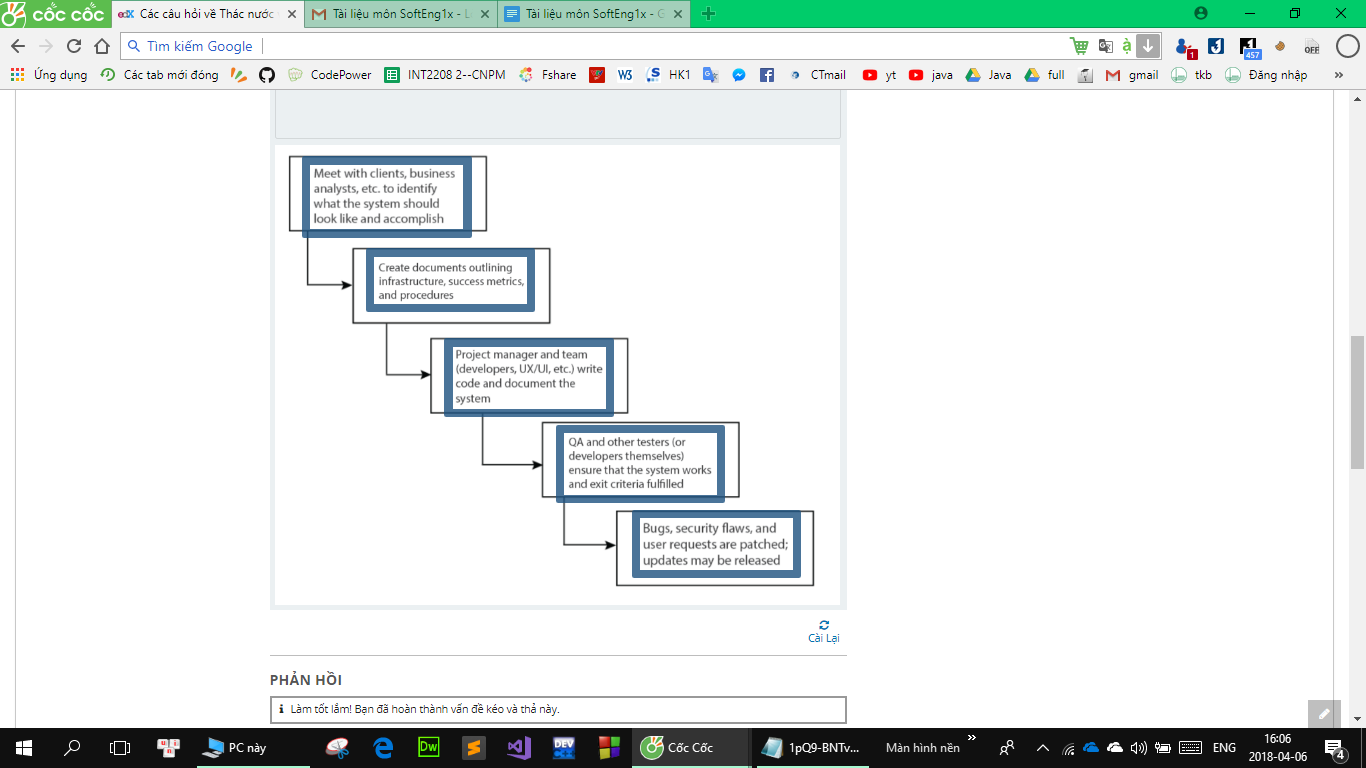 cốc cốc
edX Các câu hỏi về Thác nước
Tài liệu môn SoftEng1x - L
Tài liệu môn SoftEng1x - G
Tìm kiếm Google
à
1
457
OFF
Ứng dụng
Các tab mới đóng
CodePower
INT2208 2--CNPM
Fshare
W3
HK1
CTmail
yt
java
Java
full
gmail
tkb
Đăng nhập
»
Meet with clients, business
analysts, etc. to identify
what the system should
look like and accomplish
Create documents outlining
infrastructure, success metrics,
and procedures
Project manager and team
(developers, UX/UI, etc.) write
code and document the
system
QA and other testers (or
developers themselves)
ensure that the system works
and exit criteria fulfilled
Bugs, security flaws, and
user requests are patched;
updates may be released
Cài Lại
PHẢN HỒI
Làm tốt lắm! Bạn đã hoàn thành vấn đề kéo và thả này.
PC này
Dw
DEV
Cốc Cốc
1pQ9-BNTv...
Màn hình nền
»
ENG
16:06
2018-04-06
4